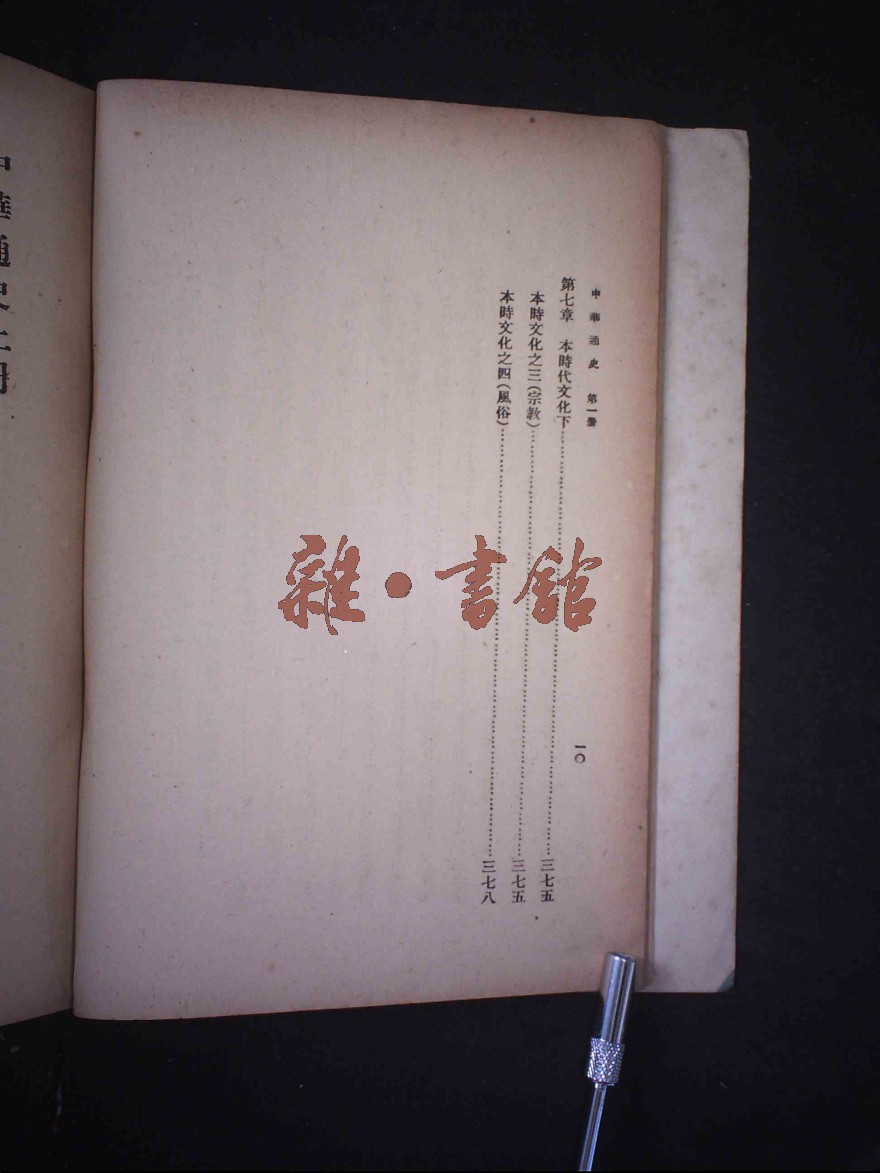 中華通史 第一册
一〇
第七章 本時代文化下……三七五
本時文化之三(宗教)……三七五
本時文化之四(風俗)……三七八
雜·書館